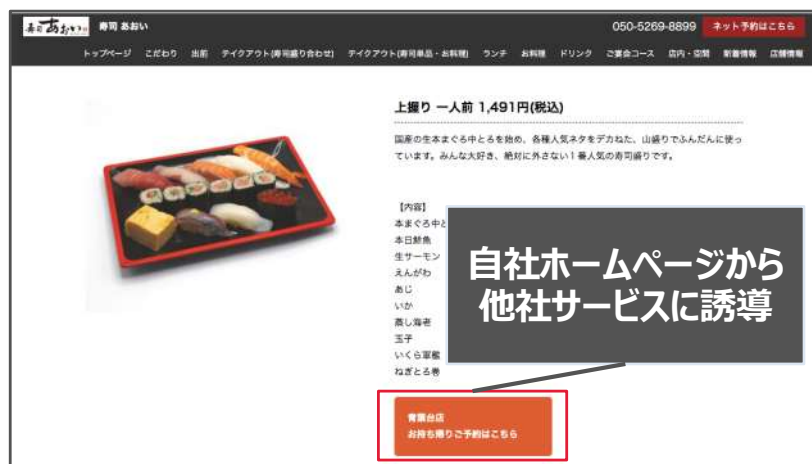 寿司 あおい 寿司 あおい 050-5269-8899 ネット予約はこちら
トップページ こだわり 出前 テイクアウト(寿司盛り合わせ) テイクアウト(寿司単品・お料理) ランチ お料理 ドリンク ご宴会コース 店内・空間 新着情報 店舗情報
上握り 一人前 1,491円(税込)
国産の生本まぐろ中とろを始め、各種人気ネタをデカねた、山盛りでふんだんに使っ
ています。みんな大好き、絶対に外さない1番人気の寿司盛りです。
【内容】
本まぐろ中と
本日鮮魚
生サーモン
えんがわ
あじ
いか
蒸し海老
玉子
いくら軍艦
ねぎとろ巻
自社ホームページから
他社サービスに誘導
青葉台店
お持ち帰りご予約はこちら